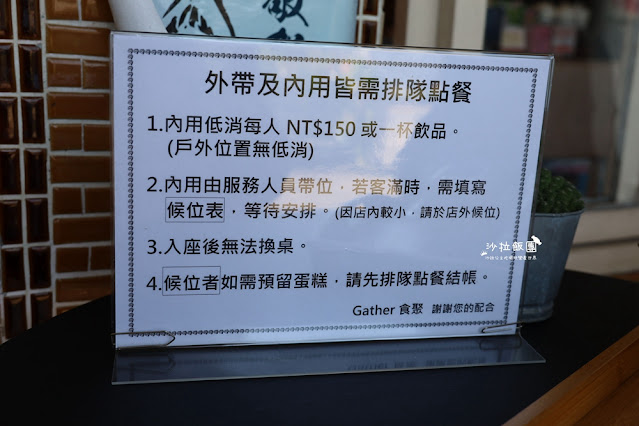 外帶及內用皆需排隊點餐
1.內用低消每人 NT$150 或一杯飲品。
(戶外位置無低消)
2.內用由服務人員帶位，若客滿時，需填寫
候位表，等待安排。(因店內較小，請於店外候位)
3.入座後無法換桌。
4.候位者如需預留蛋糕，請先排隊點餐結帳。
Gather 食聚 謝謝您的配合
沙拉飯團